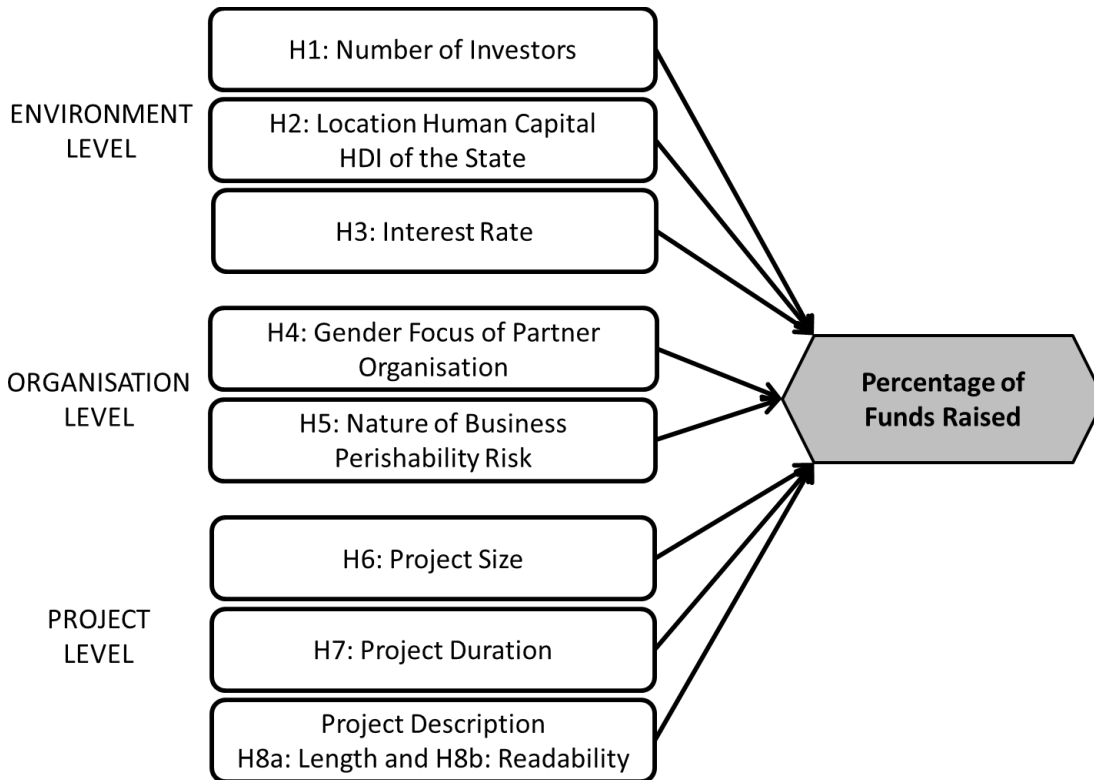 ENVIRONMENT
LEVEL
H1: Number of Investors
H2: Location Human Capital
HDI of the State
H3: Interest Rate
ORGANISATION
LEVEL
H4: Gender Focus of Partner
Organisation
H5: Nature of Business
Perishability Risk
PROJECT
LEVEL
H6: Project Size
H7: Project Duration
Project Description
H8a: Length and H8b: Readability
Percentage of
Funds Raised